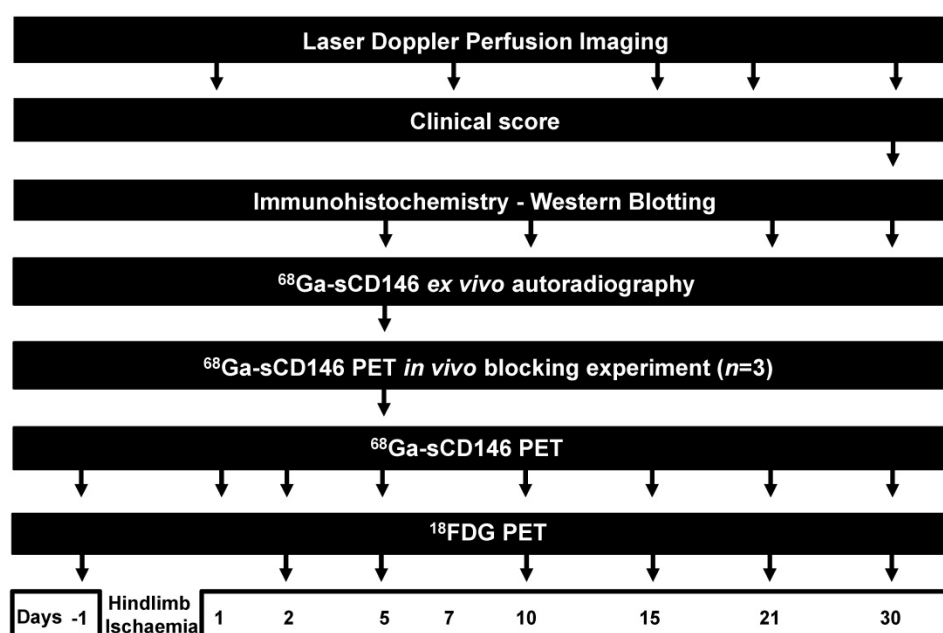 Laser Doppler Perfusion Imaging
Clinical score
Immunohistochemistry - Western Blotting
⁶⁸Ga-sCD146 ex vivo autoradiography
⁶⁸Ga-sCD146 PET in vivo blocking experiment (n=3)
⁶⁸Ga-sCD146 PET
¹⁸FDG PET
Days -1 Hindlimb Ischaemia 1 2 5 7 10 15 21 30